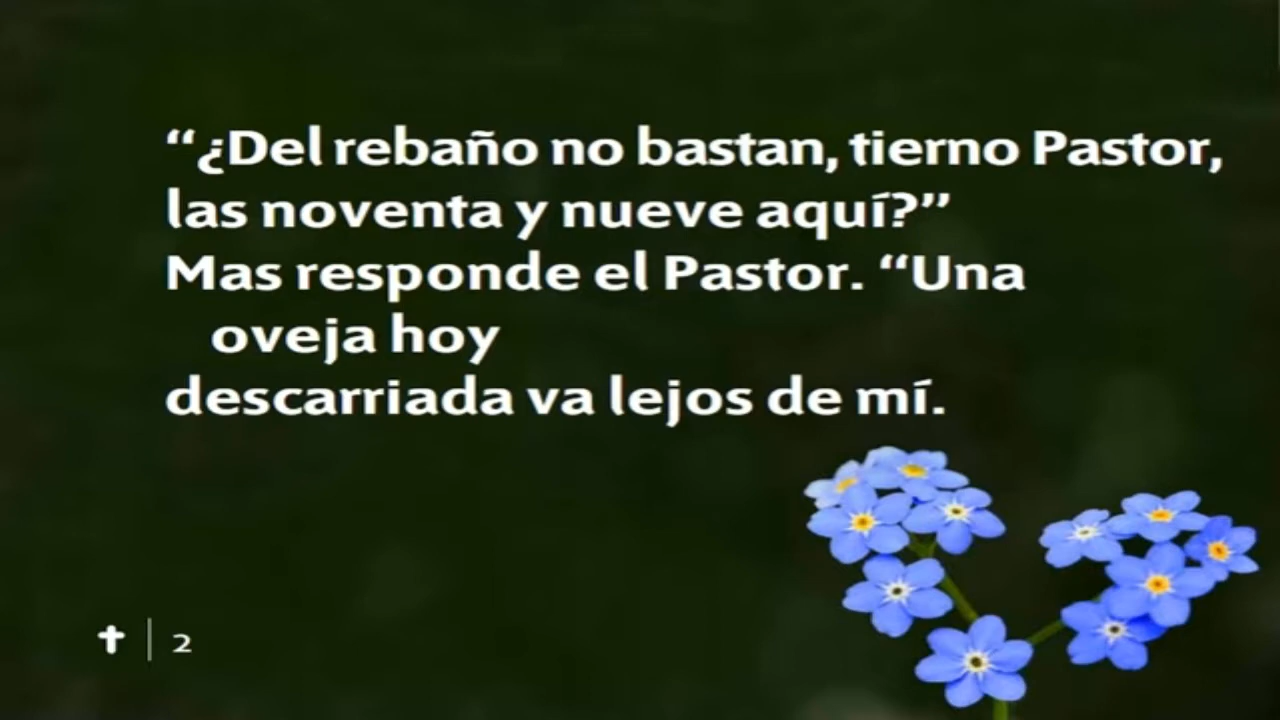 “¿Del rebaño no bastan, tierno Pastor,
las noventa y nueve aquí?”
Mas responde el Pastor. “Una
oveja hoy
descarriada va lejos de mí.
2